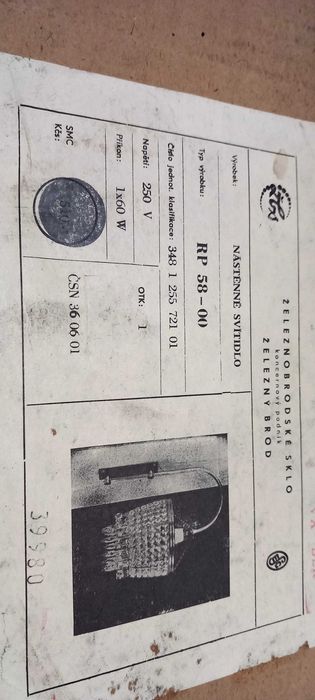 ŽBS
ŽELEZNOBRODSKÉ SKLO
koncernový podnik
ŽELEZNÝ BROD
Výrobek: NÁSTĚNNÉ SVÍTIDLO
Typ výrobku: RP 58-00
Číslo jednot. klasifikace: 348 1 255 721 01
Napětí: 250 V
Příkon: 1x60 W
OTK: 1
SMC
Kčs:
ČSN 36 06 01
39980